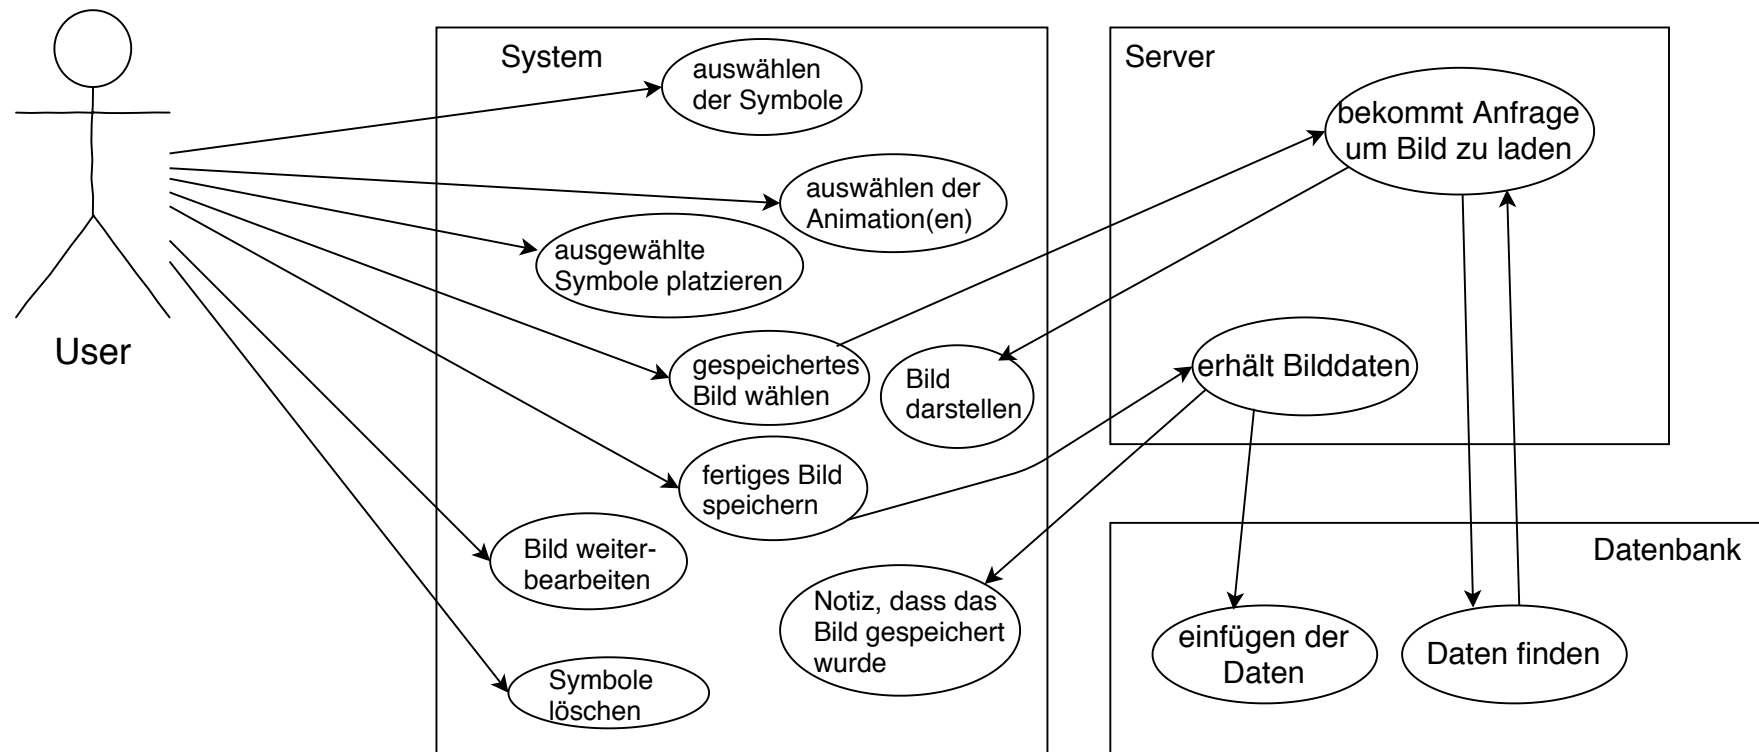 System
auswählen
der Symbole
auswählen der
Animation(en)
ausgewählte
Symbole platzieren
gespeichertes
Bild wählen
Bild
darstellen
fertiges Bild
speichern
Bild weiter-
bearbeiten
Notiz, dass das
Bild gespeichert
wurde
Symbole
löschen
User
Server
bekommt Anfrage
um Bild zu laden
erhält Bilddaten
Datenbank
einfügen der
Daten
Daten finden